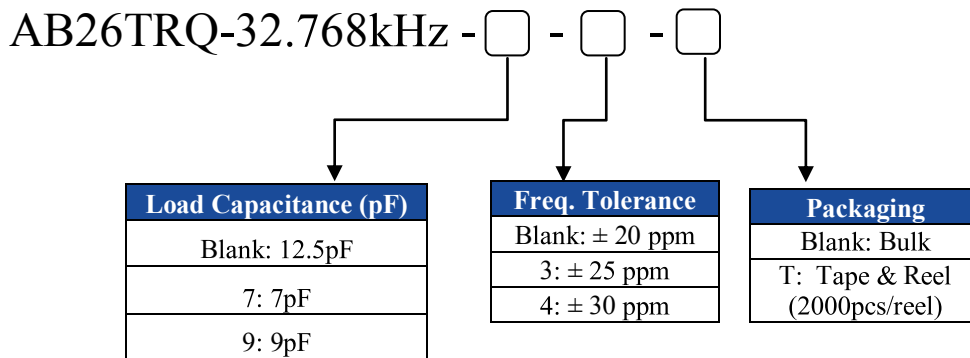 AB26TRQ-32.768kHz - - -
Load Capacitance (pF)
Blank: 12.5pF
7: 7pF
9: 9pF
Freq. Tolerance
Blank: ± 20 ppm
3: ± 25 ppm
4: ± 30 ppm
Packaging
Blank: Bulk
T: Tape & Reel
(2000pcs/reel)